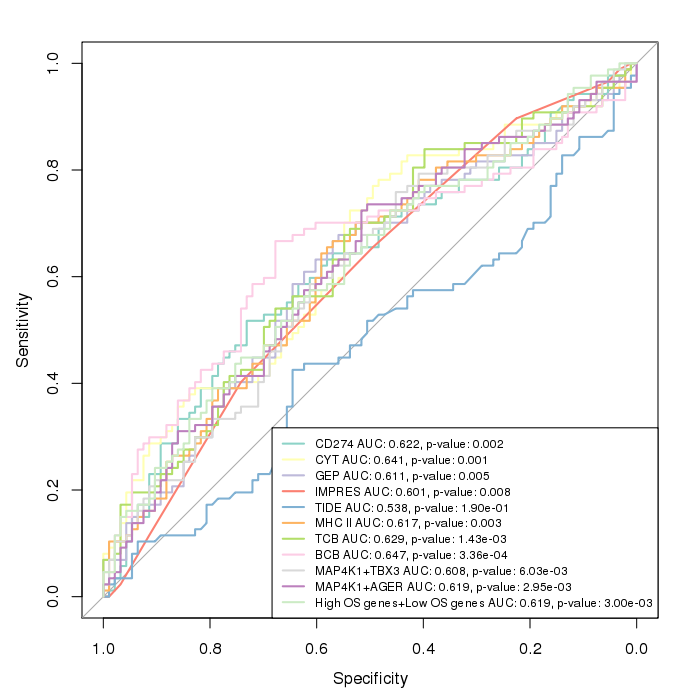 1.0
0.8
0.6
0.4
0.2
0.0
Sensitivity
CD274 AUC: 0.622, p-value: 0.002
CYT AUC: 0.641, p-value: 0.001
GEP AUC: 0.611, p-value: 0.005
IMPRES AUC: 0.601, p-value: 0.008
TIDE AUC: 0.538, p-value: 1.90e-01
MHC II AUC: 0.617, p-value: 0.003
TCB AUC: 0.629, p-value: 1.43e-03
BCB AUC: 0.647, p-value: 3.36e-04
MAP4K1+TBX3 AUC: 0.608, p-value: 6.03e-03
MAP4K1+AGER AUC: 0.619, p-value: 2.95e-03
High OS genes+Low OS genes AUC: 0.619, p-value: 3.00e-03
1.0 0.8 0.6 0.4 0.2 0.0
Specificity